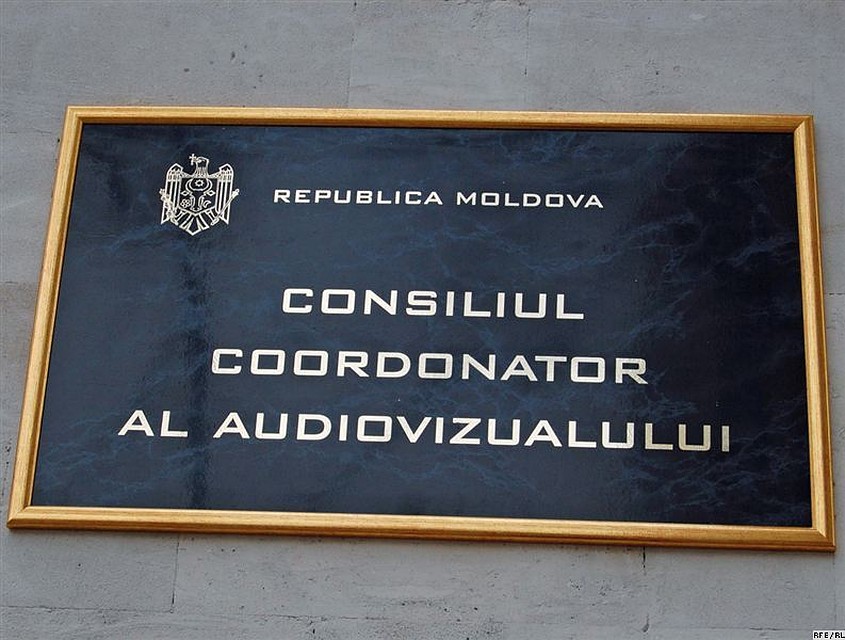 REPUBLICA MOLDOVA
CONSILIUL
COORDONATOR
AL AUDIOVIZUALULUI
RFE/RL